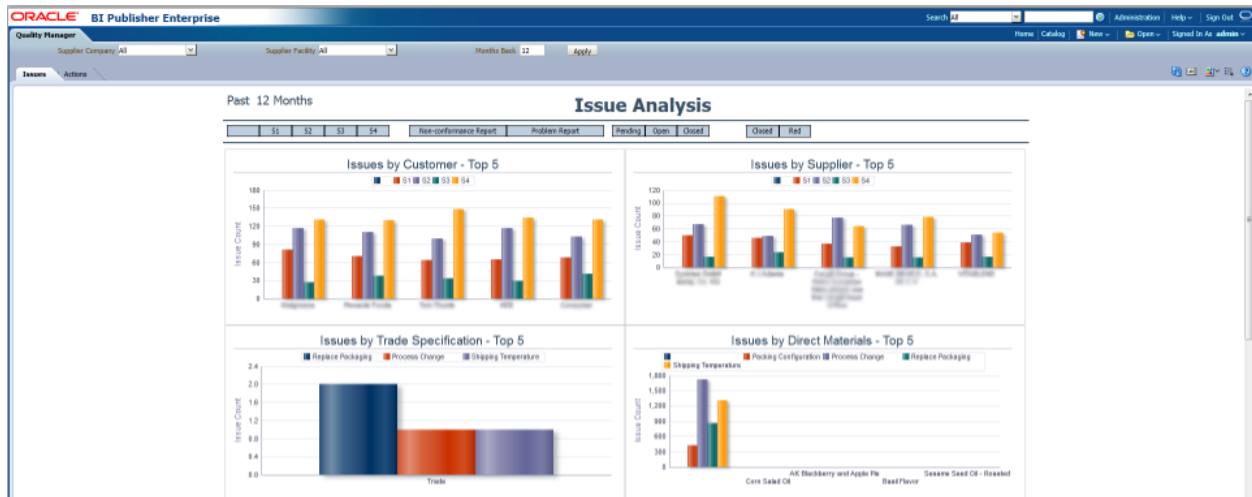 ORACLE BI Publisher Enterprise Search All Administration Help Sign Out
Quality Manager Home Catalog New Open Signed In As admin
Supplier Company All Supplier Facility All Months Back 12 Apply
Issues Actions
Past 12 Months
Issue Analysis
S1 S2 S3 S4 Non-conformance Report Problem Report Pending Open Closed Closed Red
Issues by Customer - Top 5
S1 S2 S3 S4
Issue Count
180
150
120
90
60
30
0
Issues by Supplier - Top 5
S1 S2 S3 S4
Issue Count
120
100
80
60
40
20
0
Issues by Trade Specification - Top 5
Replace Packaging Process Change Shipping Temperature
Issue Count
2.4
2.0
1.6
1.2
0.8
0.4
0.0
Trade
Issues by Direct Materials - Top 5
Packing Configuration Process Change Replace Packaging
Shipping Temperature
Issue Count
1,800
1,500
1,200
900
600
300
0
AK Blackberry and Apple Pie Sesame Seed Oil - Roasted
Corn Salad Oil Basil Flavor